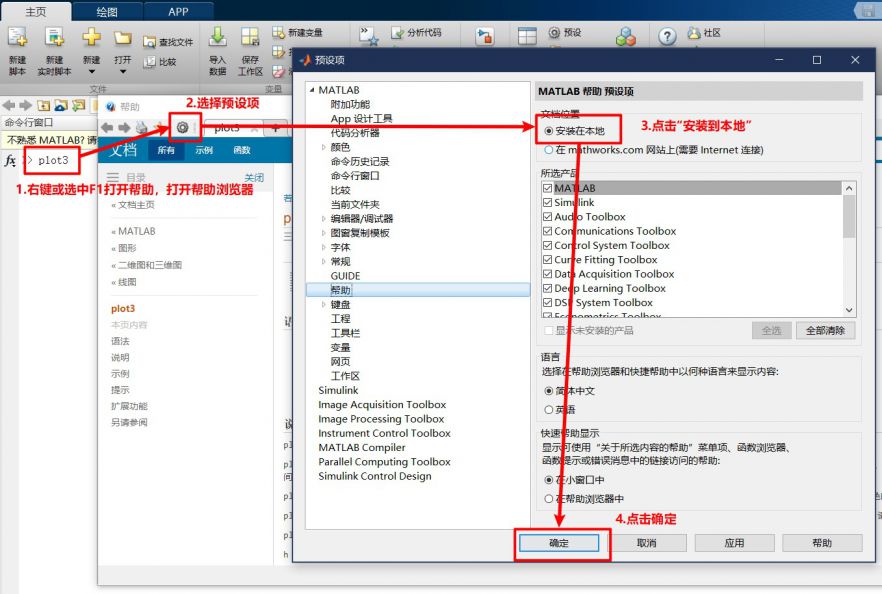 主页 绘图 APP
新建脚本
新建实时脚本
新建
打开
查找文件
比较
导入数据
保存工作区
新建变量
分析代码
预设
社区
文件
变量
命令行窗口
不熟悉 MATLAB? 请
fx >> plot3
帮助
plot3
文档 所有 示例 函数
目录 关闭
« 文档主页
« MATLAB
« 图形
« 二维图和三维图
« 线图
plot3
本页内容
语法
说明
示例
提示
扩展功能
另请参阅
1.右键或选中F1打开帮助，打开帮助浏览器
2.选择预设项
3.点击“安装到本地”
4.点击确定
预设项
MATLAB
附加功能
App 设计工具
代码分析器
颜色
命令历史记录
命令行窗口
比较
当前文件夹
编辑器/调试器
图窗复制模板
字体
常规
GUIDE
帮助
键盘
工程
工具栏
变量
网页
工作区
Simulink
Image Acquisition Toolbox
Image Processing Toolbox
Instrument Control Toolbox
MATLAB Compiler
Parallel Computing Toolbox
Simulink Control Design
MATLAB 帮助 预设项
文档位置
安装在本地
在 mathworks.com 网站上(需要 Internet 连接)
所选产品
MATLAB
Simulink
Audio Toolbox
Communications Toolbox
Control System Toolbox
Curve Fitting Toolbox
Data Acquisition Toolbox
Deep Learning Toolbox
DSP System Toolbox
Econometrics Toolbox
显示未安装的产品 全选 全部清除
语言
选择在帮助浏览器和快捷帮助中以何种语言来显示内容:
简体中文
英语
快速帮助显示
显示可使用“关于所选内容的帮助”菜单项、函数浏览器、
函数提示或错误消息中的链接访问的帮助:
在小窗口中
在帮助浏览器中
确定 取消 应用 帮助